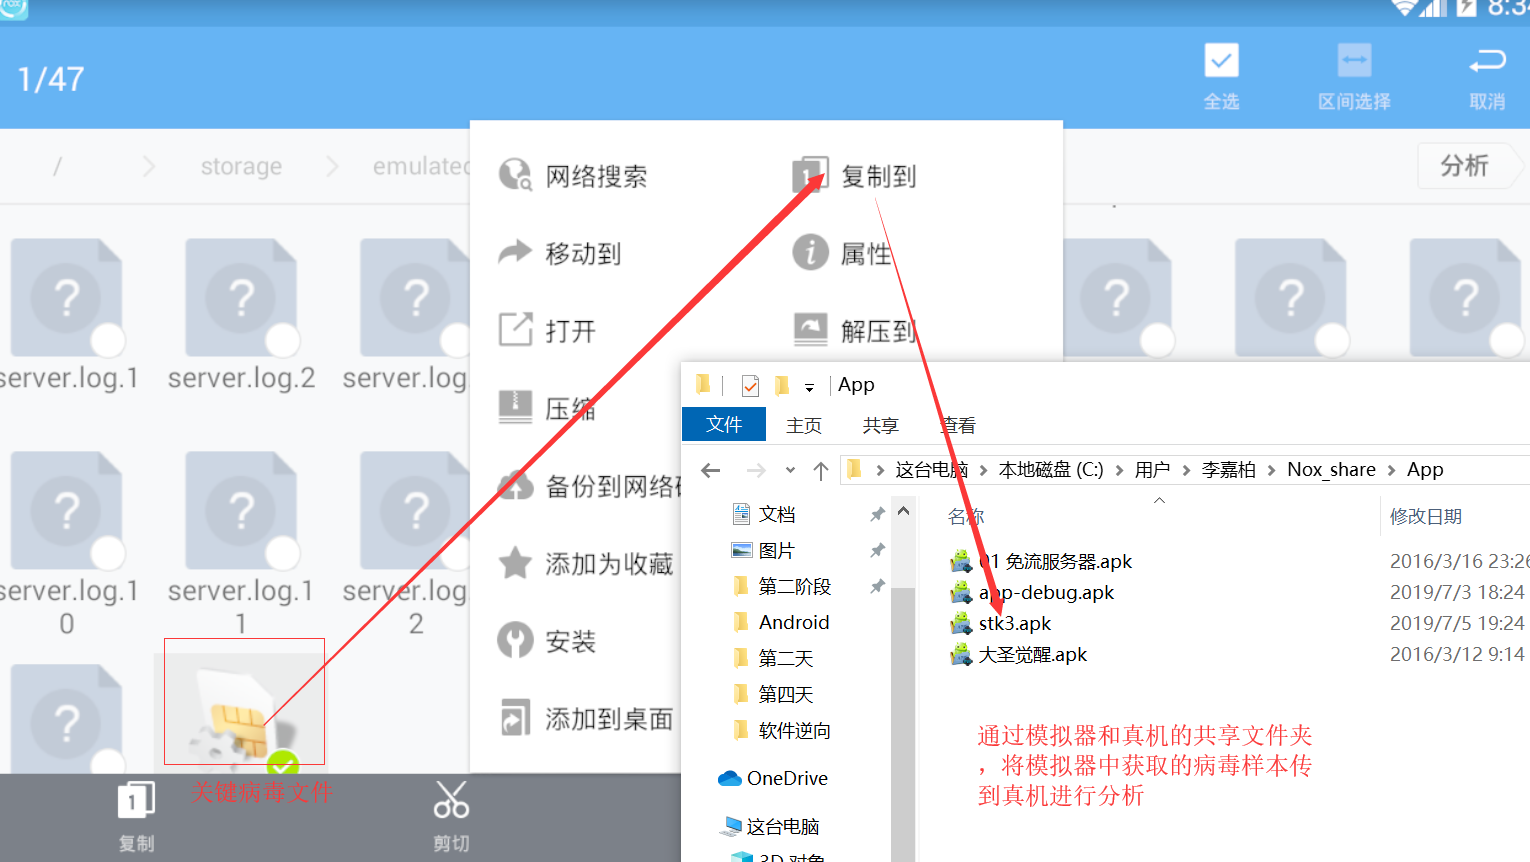 nox
8:34
1/47
全选
区间选择
取消
/
storage
emulated
分析
网络搜索
复制到
移动到
属性
打开
解压到
压缩
备份到网络
添加为收藏
安装
添加到桌面
server.log.1
server.log.2
server.log.
server.log.1
0
server.log.1
1
server.log.
2
关键病毒文件
1
复制
剪切
App
文件
主页
共享
查看
这台电脑
本地磁盘 (C:)
用户
李嘉柏
Nox_share
App
文档
图片
第二阶段
Android
第二天
第四天
软件逆向
OneDrive
这台电脑
3D 对象
名称
修改日期
01 免流服务器.apk
2016/3/16 23:26
app-debug.apk
2019/7/3 18:24
stk3.apk
2019/7/5 19:24
大圣觉醒.apk
2016/3/12 9:14
通过模拟器和真机的共享文件夹
，将模拟器中获取的病毒样本传
到真机进行分析